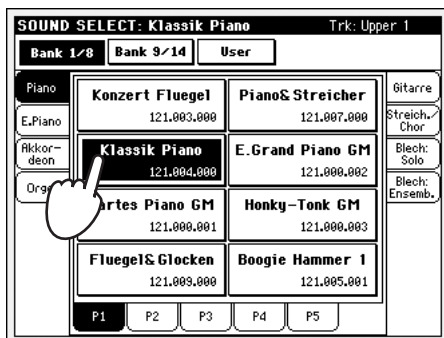 SOUND SELECT: Klassik Piano Trk: Upper 1
Bank 1/8 Bank 9/14 User
Piano
E.Piano
Akkor-
deon
Konzert Fluegel
121.003.000
Piano& Streicher
121.007.000
Klassik Piano
121.004.000
E.Grand Piano GM
121.000.002
Piano GM
121.000.001
Honky-Tonk GM
121.000.003
Fluegel& Glocken
121.009.000
Boogie Hammer 1
121.005.001
Gitarre
Streich./
Chor
Blech:
Solo
Blech:
Ensemb.
P1 P2 P3 P4 P5